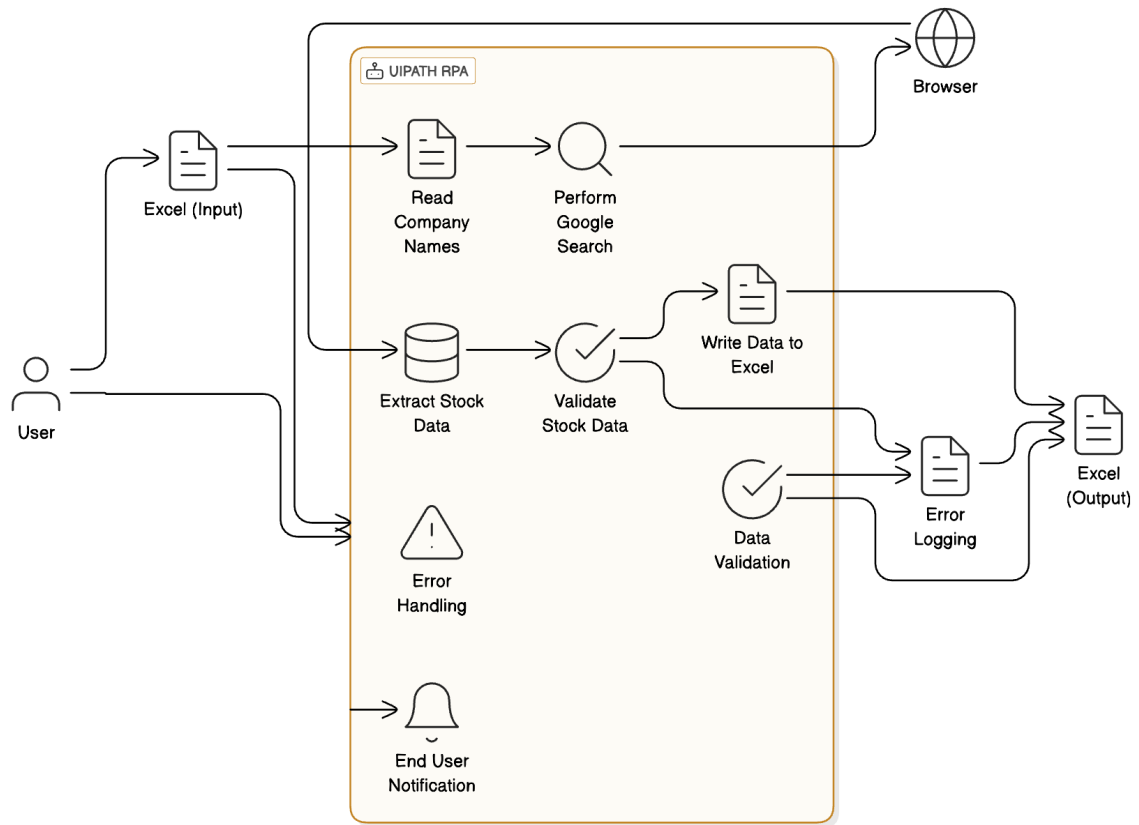 UIPATH RPA
Browser
Excel (Input)
Read
Company
Names
Perform
Google
Search
Write Data to
Excel
User
Extract Stock
Data
Validate
Stock Data
Excel
(Output)
Error
Logging
Data
Validation
Error
Handling
End User
Notification